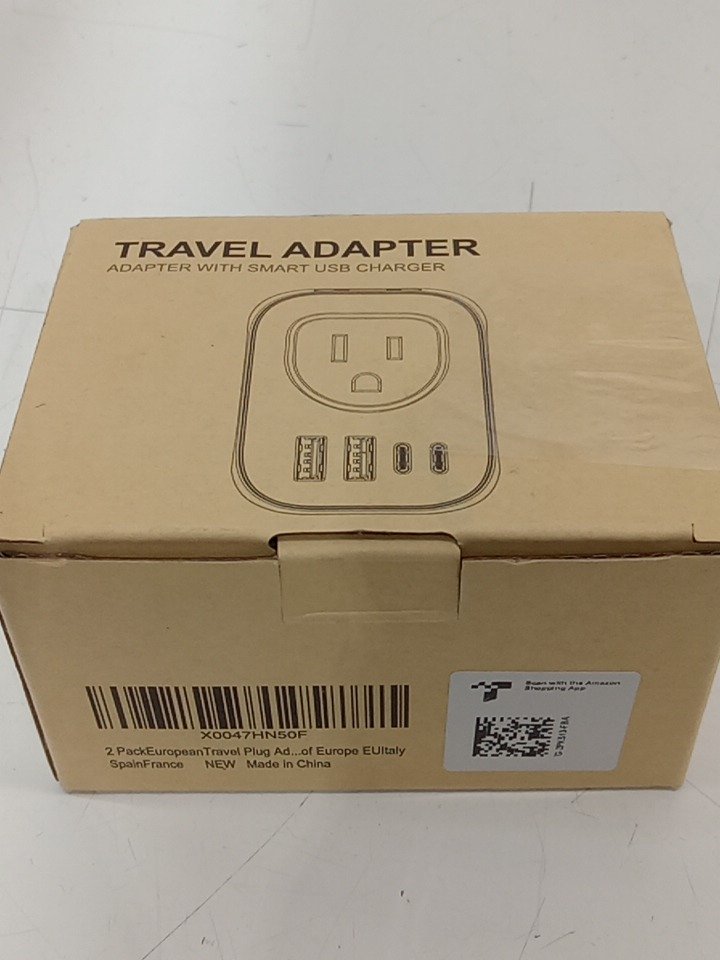 TRAVEL ADAPTER
ADAPTER WITH SMART USB CHARGER
X0047HN50F
2 PackEuropeanTravel Plug Ad...of Europe EUItaly
SpainFrance NEW Made in China
Scan with the Amazon
Shopping App